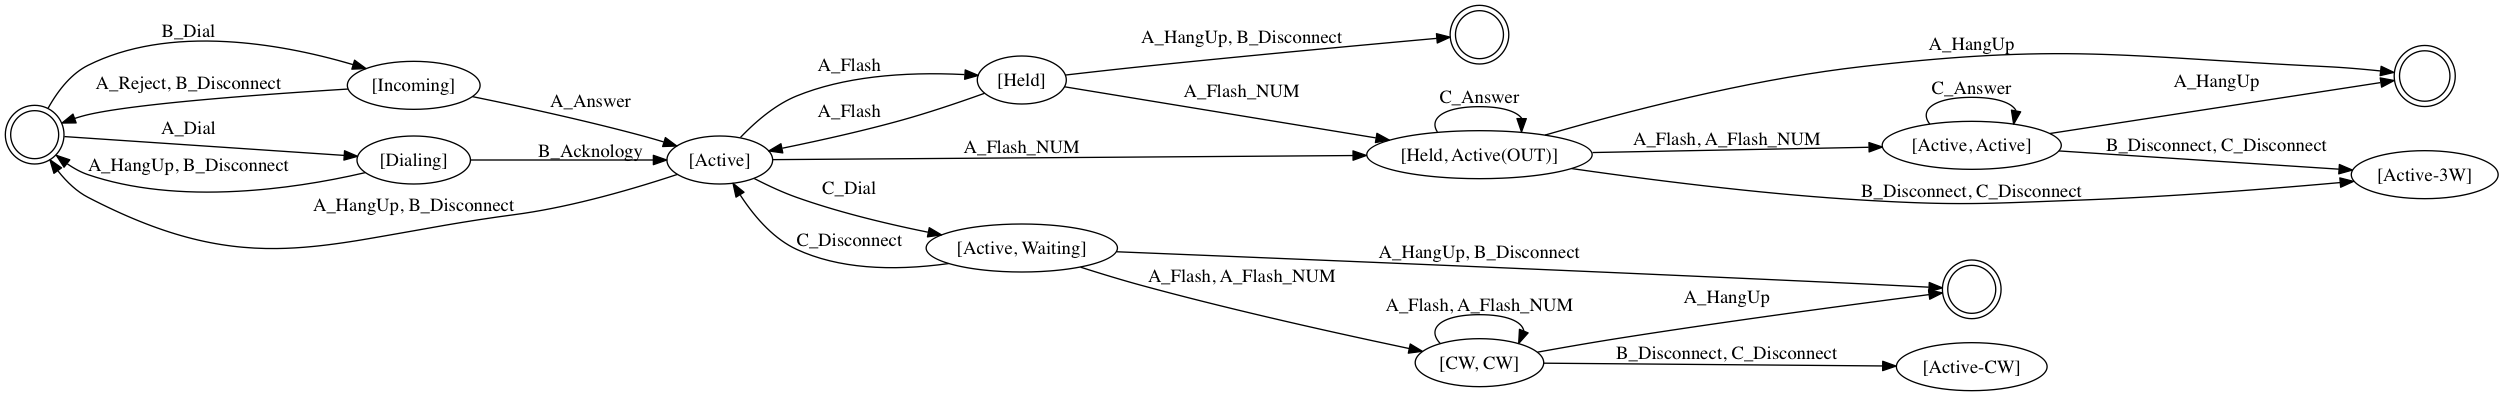 B_Dial
A_Reject, B_Disconnect
[Incoming]
A_Answer
A_Dial
A_HangUp, B_Disconnect
[Dialing]
B_Acknology
[Active]
A_HangUp, B_Disconnect
A_Flash
A_Flash
[Held]
A_HangUp, B_Disconnect
A_Flash_NUM
A_Flash_NUM
C_Dial
C_Disconnect
[Active, Waiting]
C_Answer
[Held, Active(OUT)]
A_HangUp
A_Flash, A_Flash_NUM
C_Answer
[Active, Active]
A_HangUp
B_Disconnect, C_Disconnect
B_Disconnect, C_Disconnect
[Active-3W]
A_HangUp, B_Disconnect
A_Flash, A_Flash_NUM
A_Flash, A_Flash_NUM
[CW, CW]
A_HangUp
B_Disconnect, C_Disconnect
[Active-CW]